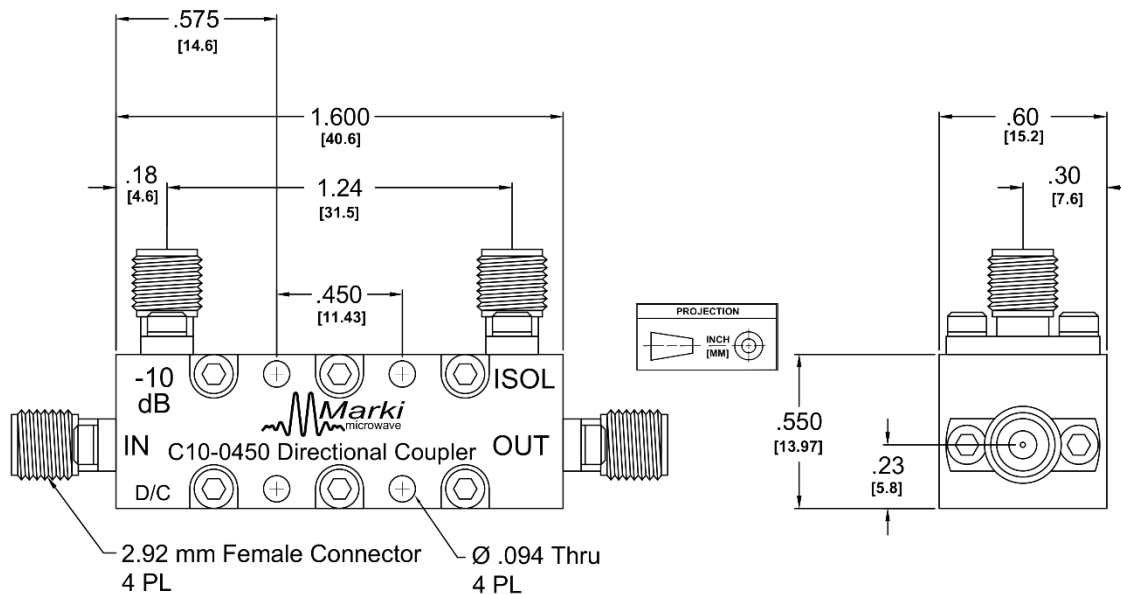 .575
[14.6]
1.600
[40.6]
.18
[4.6]
1.24
[31.5]
.450
[11.43]
-10
dB
ISOL
Marki
microwave
IN
OUT
C10-0450 Directional Coupler
D/C
2.92 mm Female Connector
4 PL
Ø .094 Thru
4 PL
PROJECTION
INCH
[MM]
.60
[15.2]
.30
[7.6]
.550
[13.97]
.23
[5.8]